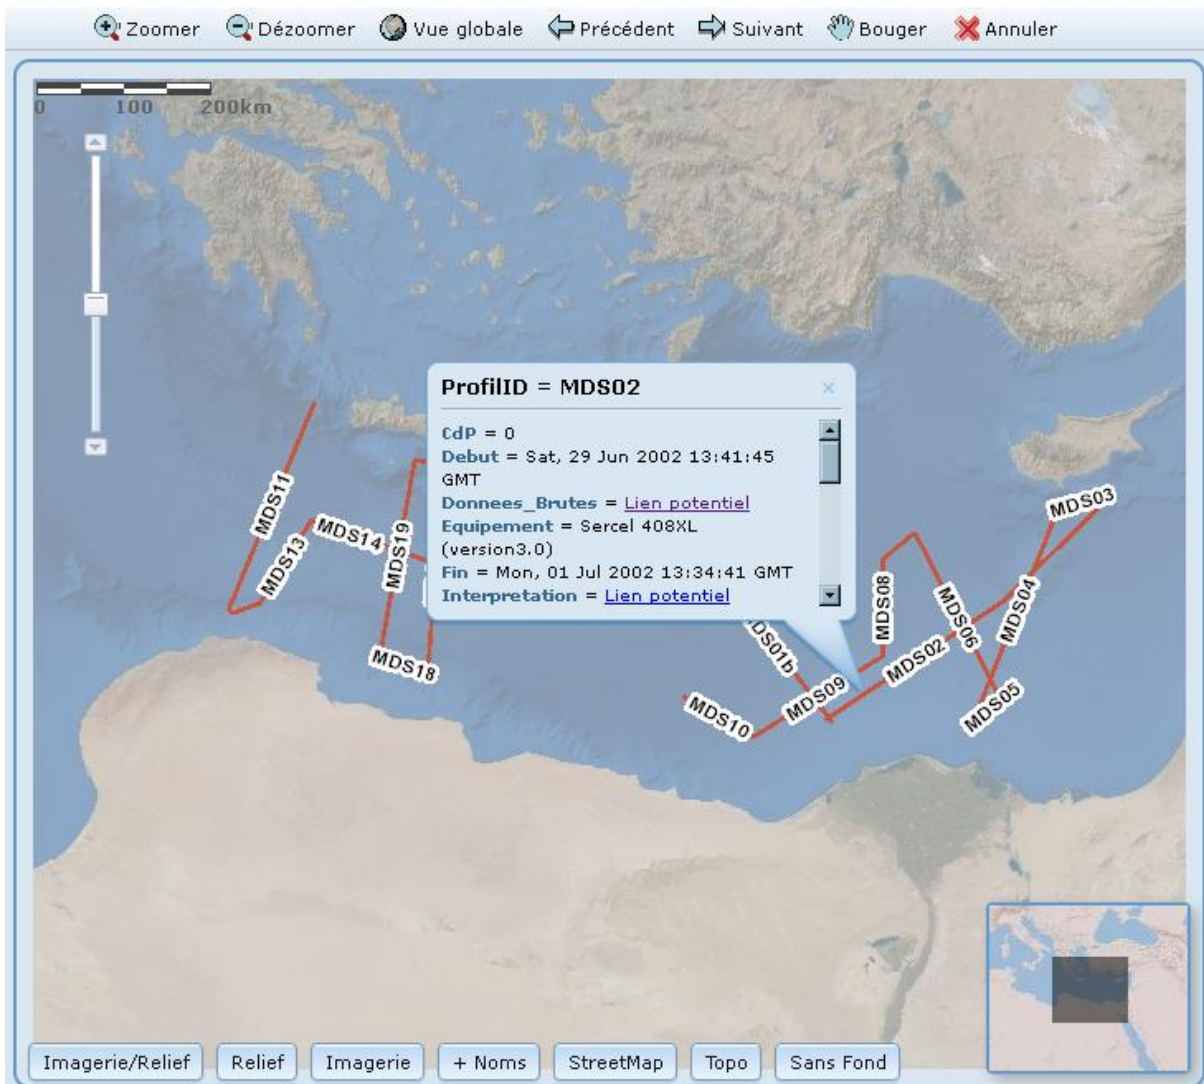 Zoomer Dézoomer Vue globale Précédent Suivant Bouger Annuler
0 100 200km
ProfilID = MDS02
CdP = 0
Debut = Sat, 29 Jun 2002 13:41:45
GMT
Donnees_Brutes = Lien potentiel
Equipement = Sercel 408XL
(version3.0)
Fin = Mon, 01 Jul 2002 13:34:41 GMT
Interpretation = Lien potentiel
MDS11
MDS13
MDS14
MDS19
MDS18
MDS01b
MDS10
MDS09
MDS08
MDS02
MDS06
MDS04
MDS03
MDS05
Imagerie/Relief Relief Imagerie + Noms StreetMap Topo Sans Fond